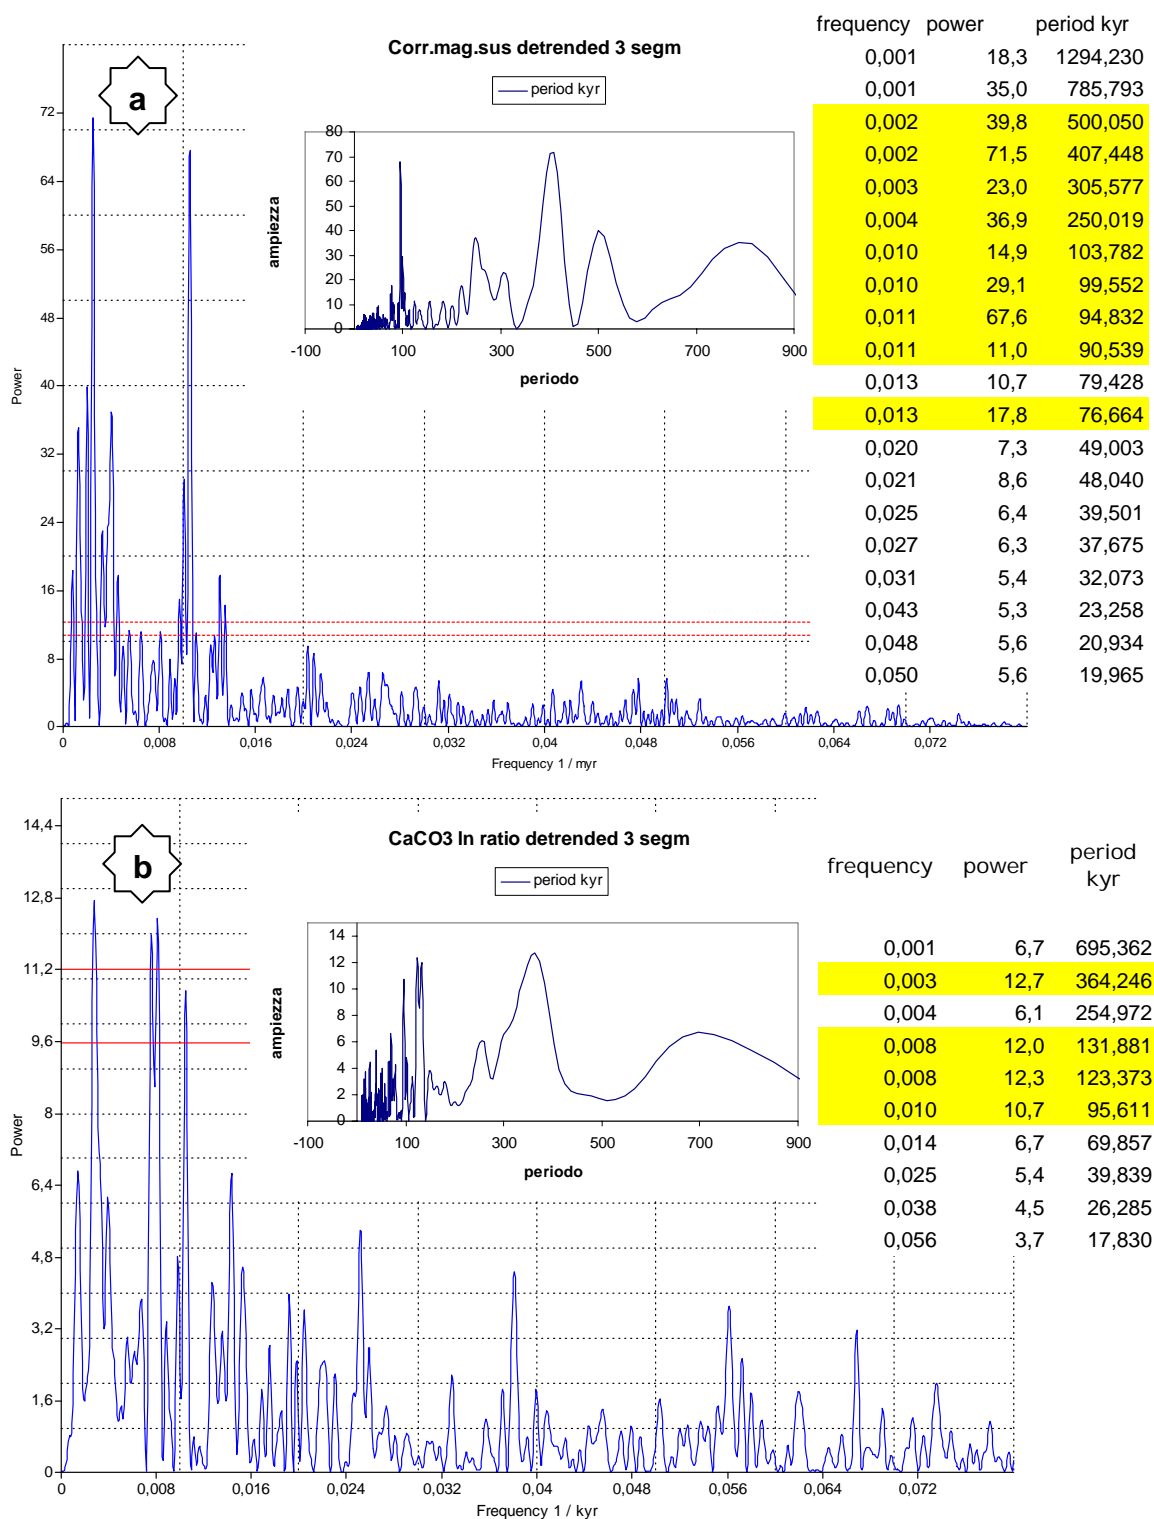 frequency power period kyr
0,001 18,3 1294,230
0,001 35,0 785,793
0,002 39,8 500,050
0,002 71,5 407,448
0,003 23,0 305,577
0,004 36,9 250,019
0,010 14,9 103,782
0,010 29,1 99,552
0,011 67,6 94,832
0,011 11,0 90,539
0,013 10,7 79,428
0,013 17,8 76,664
0,020 7,3 49,003
0,021 8,6 48,040
0,025 6,4 39,501
0,027 6,3 37,675
0,031 5,4 32,073
0,043 5,3 23,258
0,048 5,6 20,934
0,050 5,6 19,965
a
Corr.mag.sus detrended 3 segm
period kyr
80
70
60
50
40
30
20
10
0
ampiezza
-100 100 300 500 700 900
periodo
72
64
56
48
40
32
24
16
8
0
Power
0 0,008 0,016 0,024 0,032 0,04 0,048 0,056 0,064 0,072
Frequency 1 / myr
b
CaCO3 ln ratio detrended 3 segm
period kyr
14
12
10
8
6
4
2
0
ampiezza
-100 100 300 500 700 900
periodo
frequency power period
kyr
0,001 6,7 695,362
0,003 12,7 364,246
0,004 6,1 254,972
0,008 12,0 131,881
0,008 12,3 123,373
0,010 10,7 95,611
0,014 6,7 69,857
0,025 5,4 39,839
0,038 4,5 26,285
0,056 3,7 17,830
14,4
12,8
11,2
9,6
8
6,4
4,8
3,2
1,6
0
Power
0 0,008 0,016 0,024 0,032 0,04 0,048 0,056 0,064 0,072
Frequency 1 / kyr